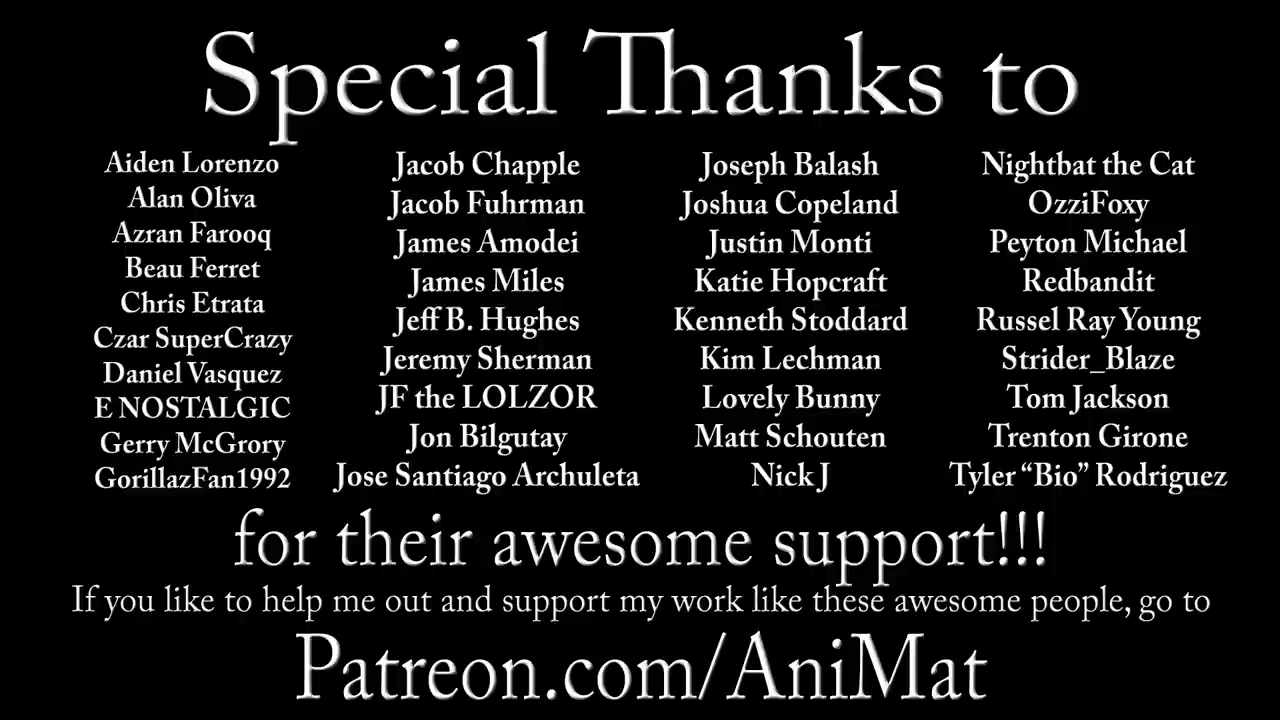 Special Thanks to
Aiden Lorenzo
Alan Oliva
Azran Farooq
Beau Ferret
Chris Etrata
Czar SuperCrazy
Daniel Vasquez
E NOSTALGIC
Gerry McGrory
GorillazFan1992
Jacob Chapple
Jacob Fuhrman
James Amodei
James Miles
Jeff B. Hughes
Jeremy Sherman
JF the LOLZOR
Jon Bilgutay
Jose Santiago Archuleta
Joseph Balash
Joshua Copeland
Justin Monti
Katie Hopcraft
Kenneth Stoddard
Kim Lechman
Lovely Bunny
Matt Schouten
Nick J
Nightbat the Cat
OzziFoxy
Peyton Michael
Redbandit
Russel Ray Young
Strider_Blaze
Tom Jackson
Trenton Girone
Tyler “Bio” Rodriguez
for their awesome support!!!
If you like to help me out and support my work like these awesome people, go to
Patreon.com/AniMat